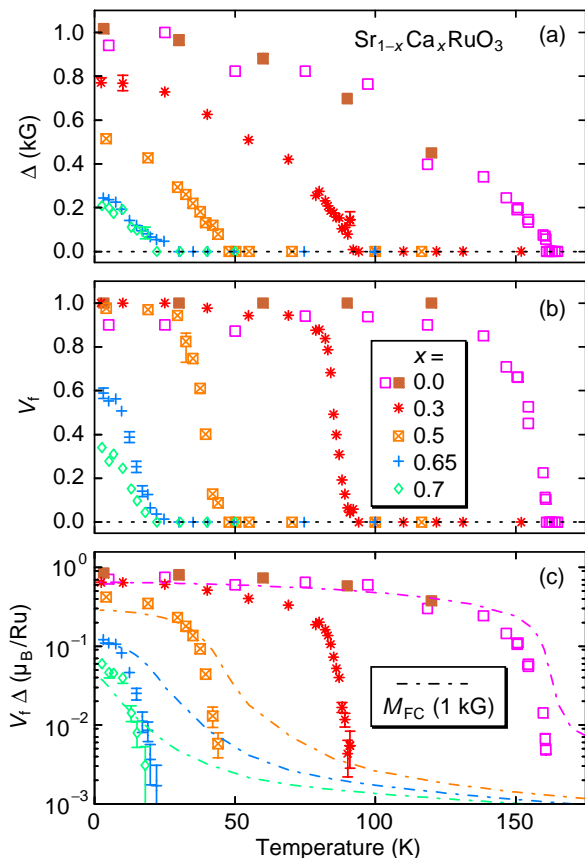 Sr1−xCaxRuO3
(a)
Δ (kG)
1.0
0.8
0.6
0.4
0.2
0.0
(b)
Vf
1.0
0.8
0.6
0.4
0.2
0.0
x =
0.0
0.3
0.5
0.65
0.7
(c)
Vf Δ (μB/Ru)
10^0
10^−1
10^−2
10^−3
MFC (1 kG)
0 50 100 150
Temperature (K)